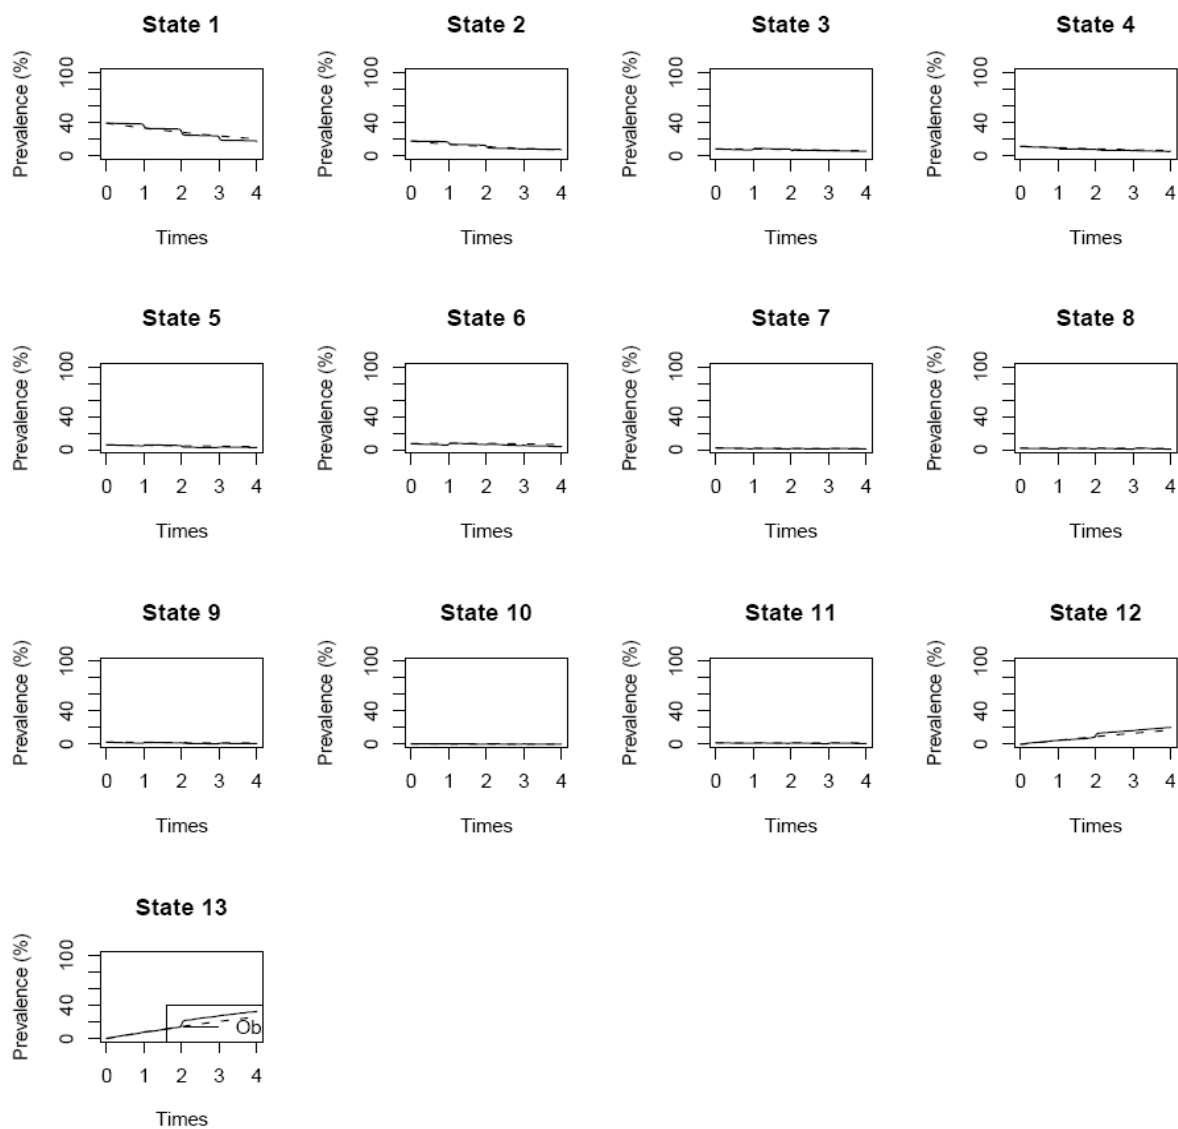 State 1
State 2
State 3
State 4
Prevalence (%)
0 40 100
Prevalence (%)
0 40 100
Prevalence (%)
0 40 100
Prevalence (%)
0 40 100
0 1 2 3 4
0 1 2 3 4
0 1 2 3 4
0 1 2 3 4
Times
Times
Times
Times
State 5
State 6
State 7
State 8
Prevalence (%)
0 40 100
Prevalence (%)
0 40 100
Prevalence (%)
0 40 100
Prevalence (%)
0 40 100
0 1 2 3 4
0 1 2 3 4
0 1 2 3 4
0 1 2 3 4
Times
Times
Times
Times
State 9
State 10
State 11
State 12
Prevalence (%)
0 40 100
Prevalence (%)
0 40 100
Prevalence (%)
0 40 100
Prevalence (%)
0 40 100
0 1 2 3 4
0 1 2 3 4
0 1 2 3 4
0 1 2 3 4
Times
Times
Times
Times
State 13
Prevalence (%)
0 40 100
Ob
0 1 2 3 4
Times